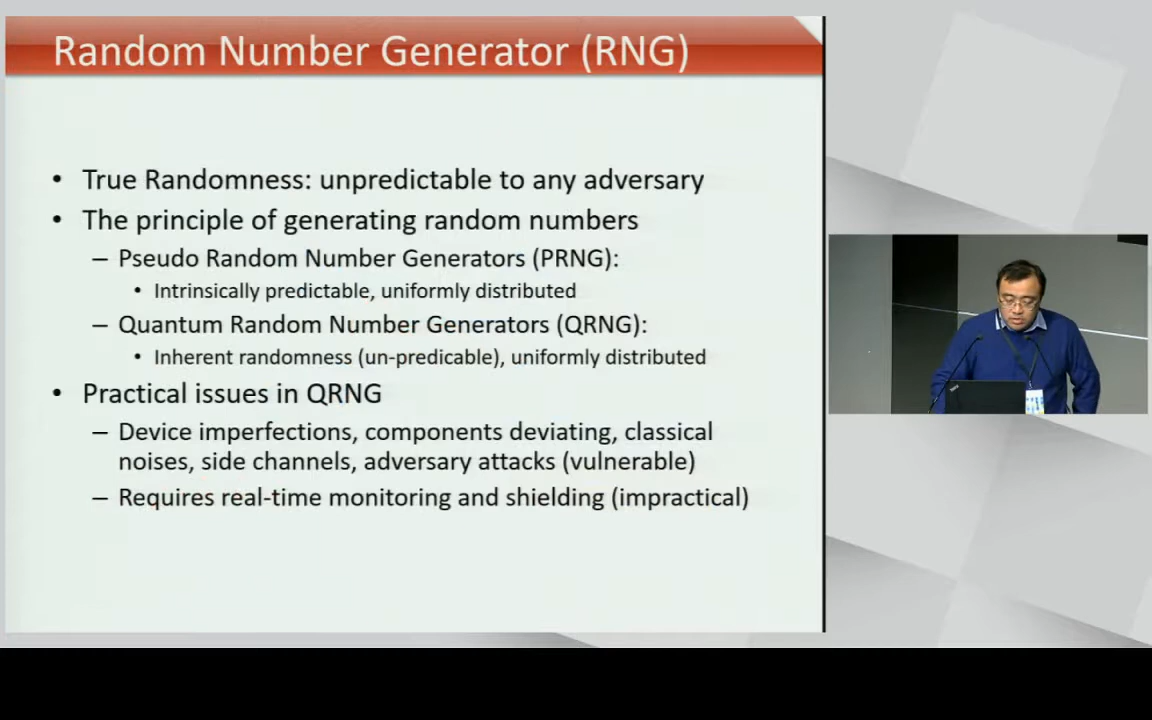 Random Number Generator (RNG)
• True Randomness: unpredictable to any adversary
• The principle of generating random numbers
– Pseudo Random Number Generators (PRNG):
• Intrinsically predictable, uniformly distributed
– Quantum Random Number Generators (QRNG):
• Inherent randomness (un-predicable), uniformly distributed
• Practical issues in QRNG
– Device imperfections, components deviating, classical
noises, side channels, adversary attacks (vulnerable)
– Requires real-time monitoring and shielding (impractical)